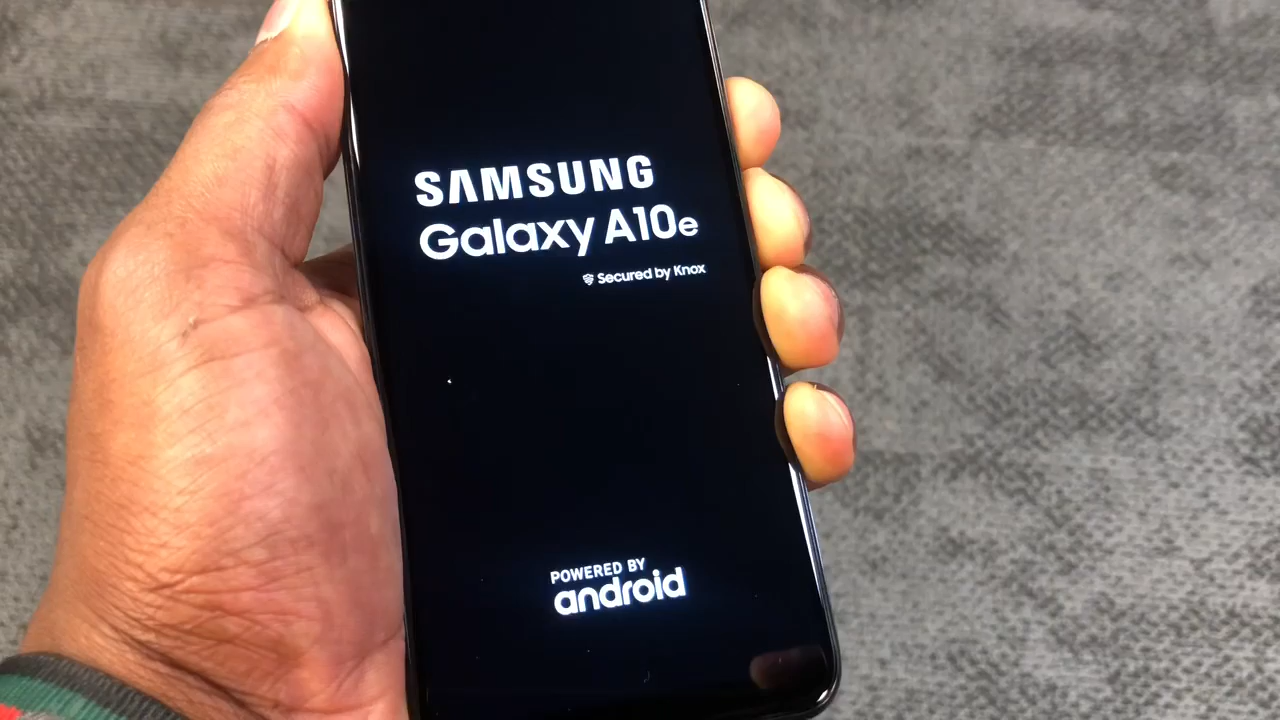 SAMSUNG
Galaxy A10e
Secured by Knox
POWERED BY
android